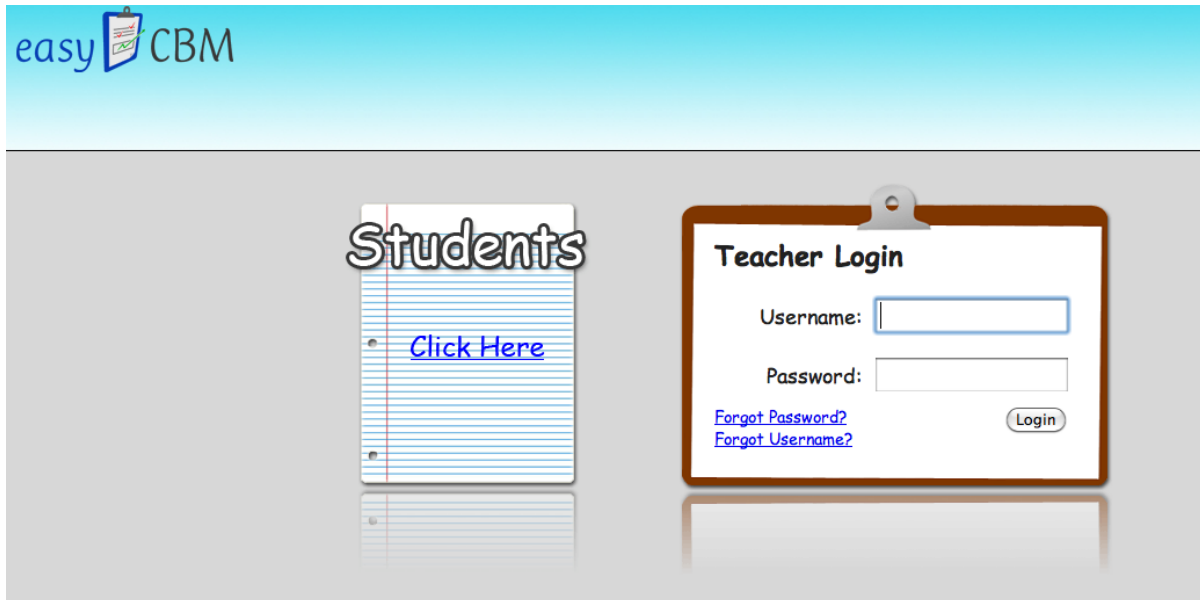 easy CBM
Students
Click Here
Teacher Login
Username:
Password:
Forgot Password?
Login
Forgot Username?